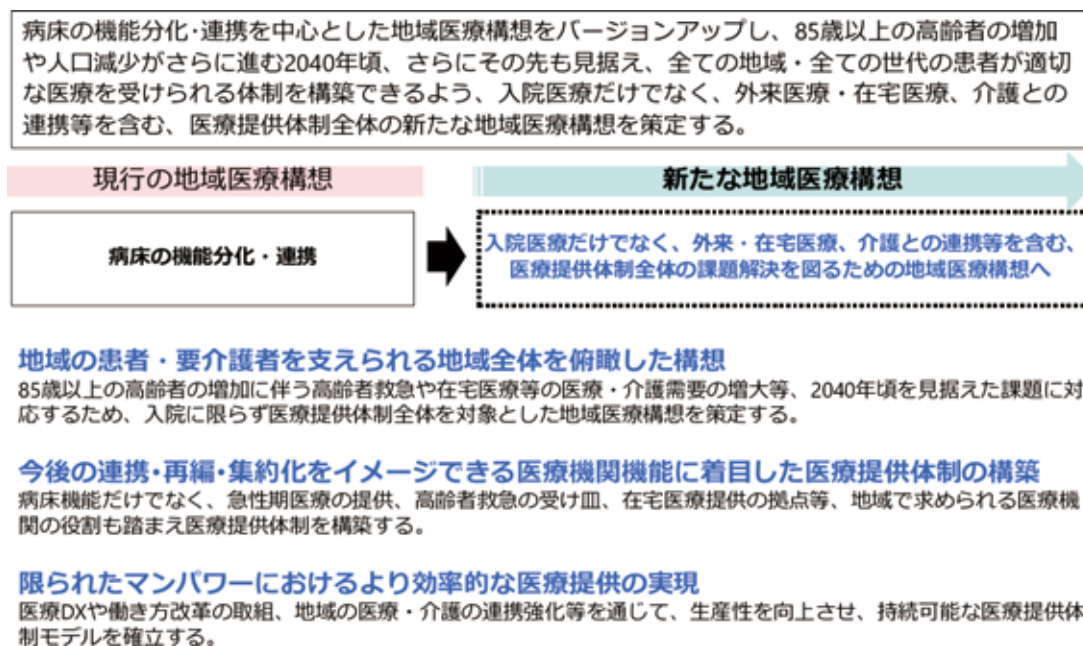 病床の機能分化・連携を中心とした地域医療構想をバージョンアップし、85歳以上の高齢者の増加
や人口減少がさらに進む2040年頃、さらにその先も見据え、全ての地域・全ての世代の患者が適切
な医療を受けられる体制を構築できるよう、入院医療だけでなく、外来医療・在宅医療、介護との
連携等を含む、医療提供体制全体の新たな地域医療構想を策定する。
現行の地域医療構想
新たな地域医療構想
病床の機能分化・連携
入院医療だけでなく、外来・在宅医療、介護との連携等を含む、
医療提供体制全体の課題解決を図るための地域医療構想へ
地域の患者・要介護者を支えられる地域全体を俯瞰した構想
85歳以上の高齢者の増加に伴う高齢者救急や在宅医療等の医療・介護需要の増大等、2040年頃を見据えた課題に対
応するため、入院に限らず医療提供体制全体を対象とした地域医療構想を策定する。
今後の連携・再編・集約化をイメージできる医療機関機能に着目した医療提供体制の構築
病床機能だけでなく、急性期医療の提供、高齢者救急の受け皿、在宅医療提供の拠点等、地域で求められる医療機
関の役割も踏まえ医療提供体制を構築する。
限られたマンパワーにおけるより効率的な医療提供の実現
医療DXや働き方改革の取組、地域の医療・介護の連携強化等を通じて、生産性を向上させ、持続可能な医療提供体
制モデルを確立する。